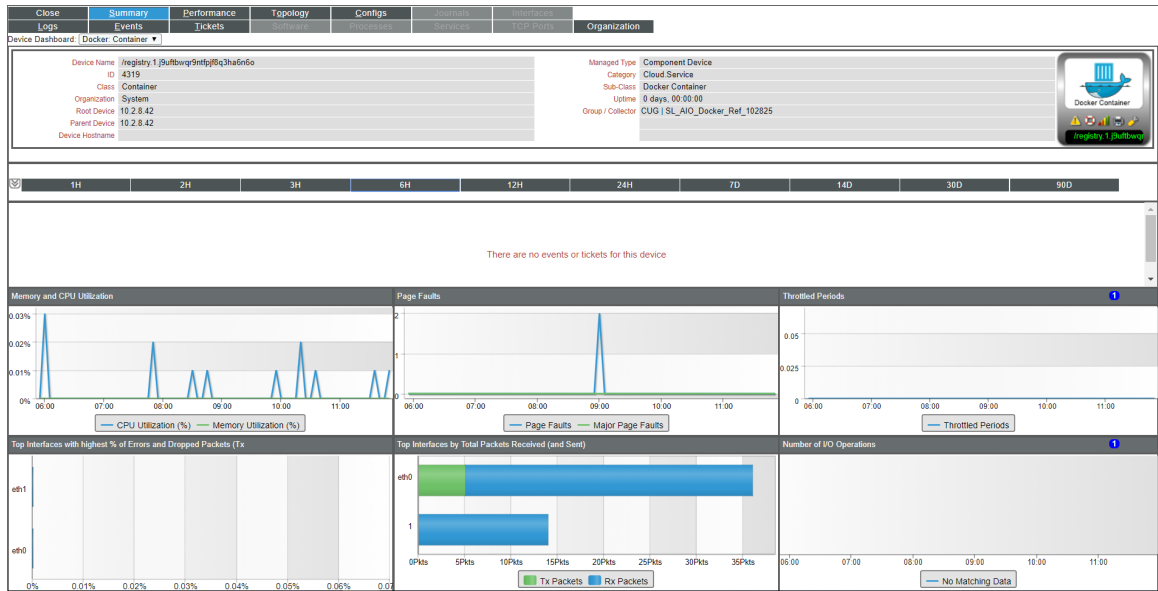 Close Summary Performance Topology Configs Journals Interfaces
Logs Events Tickets Software Processes Services TCP Ports Organization
Device Dashboard: Docker: Container ▼
Device Name /registry.1.j9uftbwqr9ntfpjf8q3ha6n6o Managed Type Component Device
ID 4319 Category Cloud.Service
Class Container Sub-Class Docker Container
Organization System Uptime 0 days, 00:00:00
Root Device 10.2.8.42 Group / Collector CUG | SL_AIO_Docker_Ref_102825
Parent Device 10.2.8.42
Device Hostname
Docker Container
/registry.1.j9uftbwqr
1H 2H 3H 6H 12H 24H 7D 14D 30D 90D
There are no events or tickets for this device
Memory and CPU Utilization
0.03%
0.02%
0.01%
0%
06:00 07:00 08:00 09:00 10:00 11:00
CPU Utilization (%) Memory Utilization (%)
Page Faults
2
1
0
06:00 07:00 08:00 09:00 10:00 11:00
Page Faults Major Page Faults
Throttled Periods 1
0.05
0.025
0
06:00 07:00 08:00 09:00 10:00 11:00
Throttled Periods
Top Interfaces with highest % of Errors and Dropped Packets (Tx
eth1
eth0
0% 0.01% 0.02% 0.03% 0.04% 0.05% 0.06% 0.07
Top Interfaces by Total Packets Received (and Sent)
eth0
1
0Pkts 5Pkts 10Pkts 15Pkts 20Pkts 25Pkts 30Pkts 35Pkts
Tx Packets Rx Packets
Number of I/O Operations 1
06:00 07:00 08:00 09:00 10:00 11:00
No Matching Data